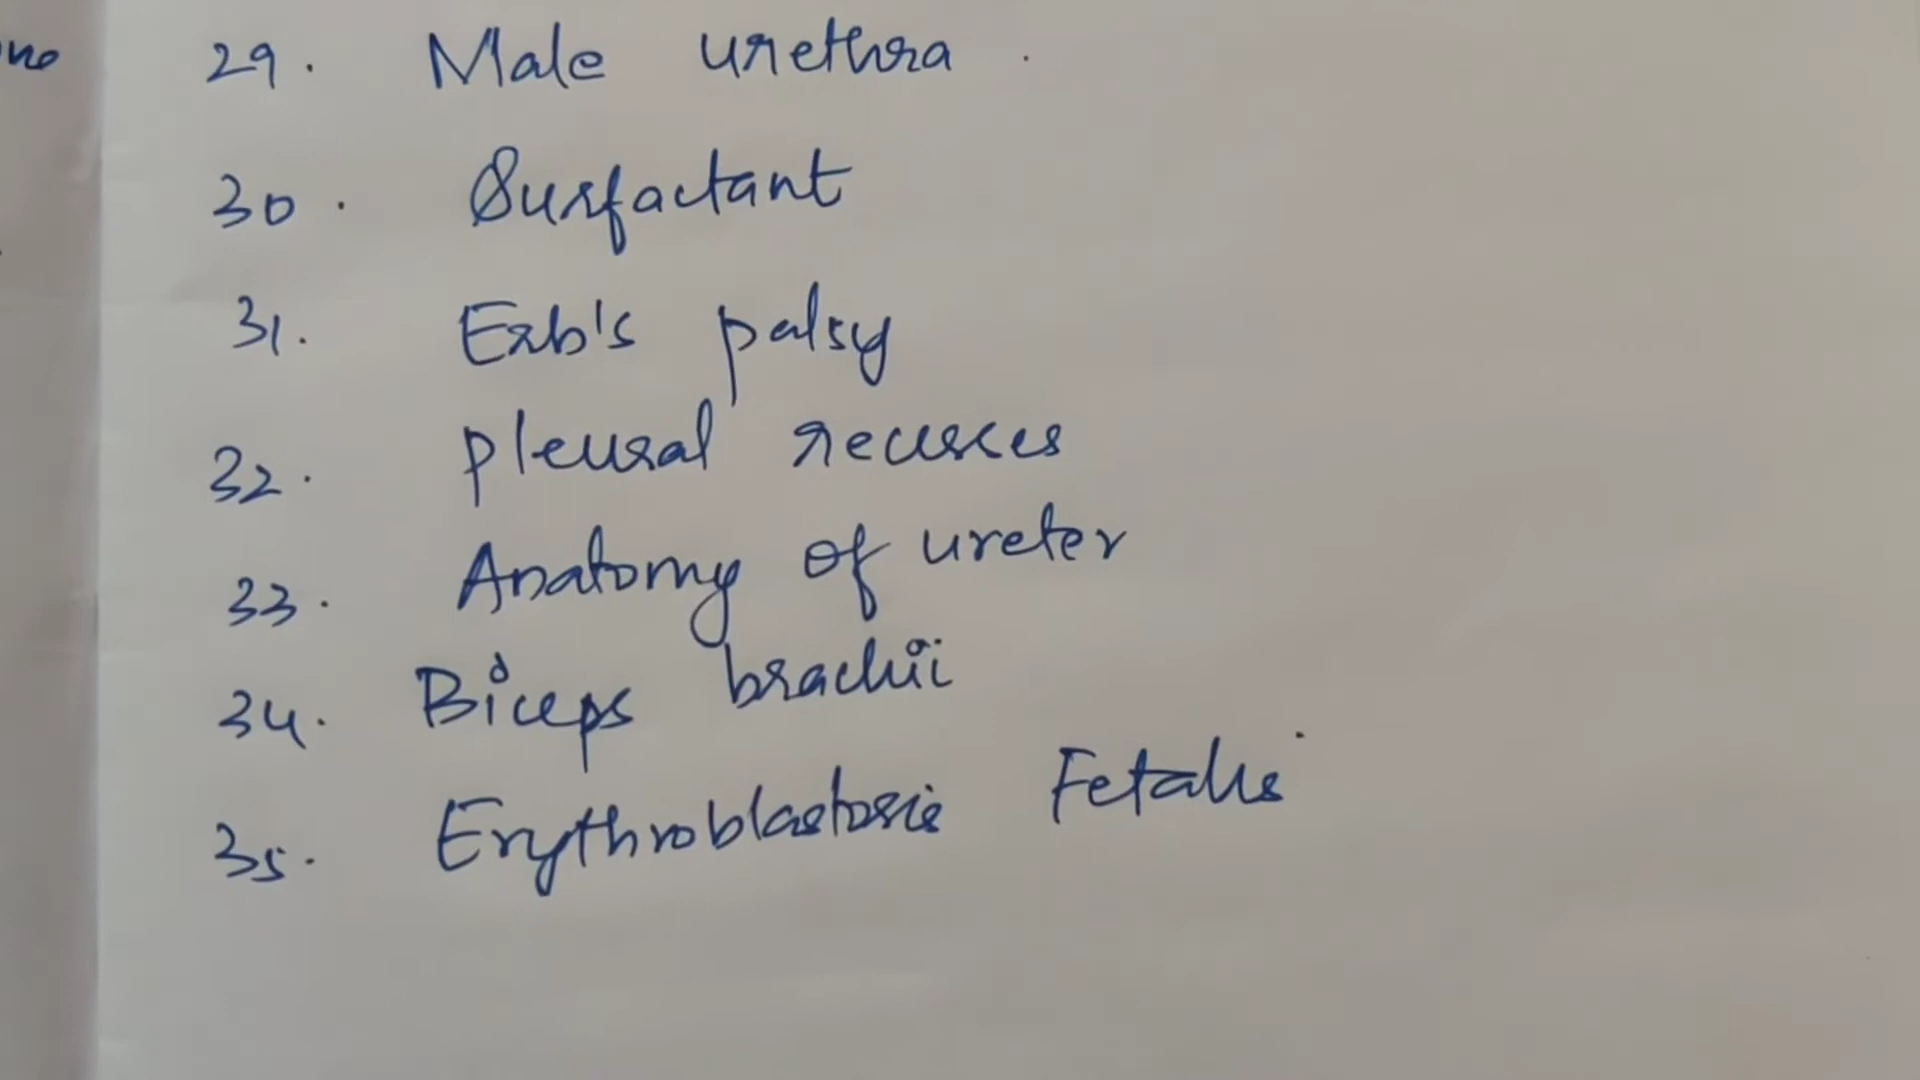 29. Male urethra.
30. Surfactant
31. Erb's palsy
32. pleural recesses
33. Anatomy of ureter
34. Biceps brachii
35. Erythroblastosis Fetalis